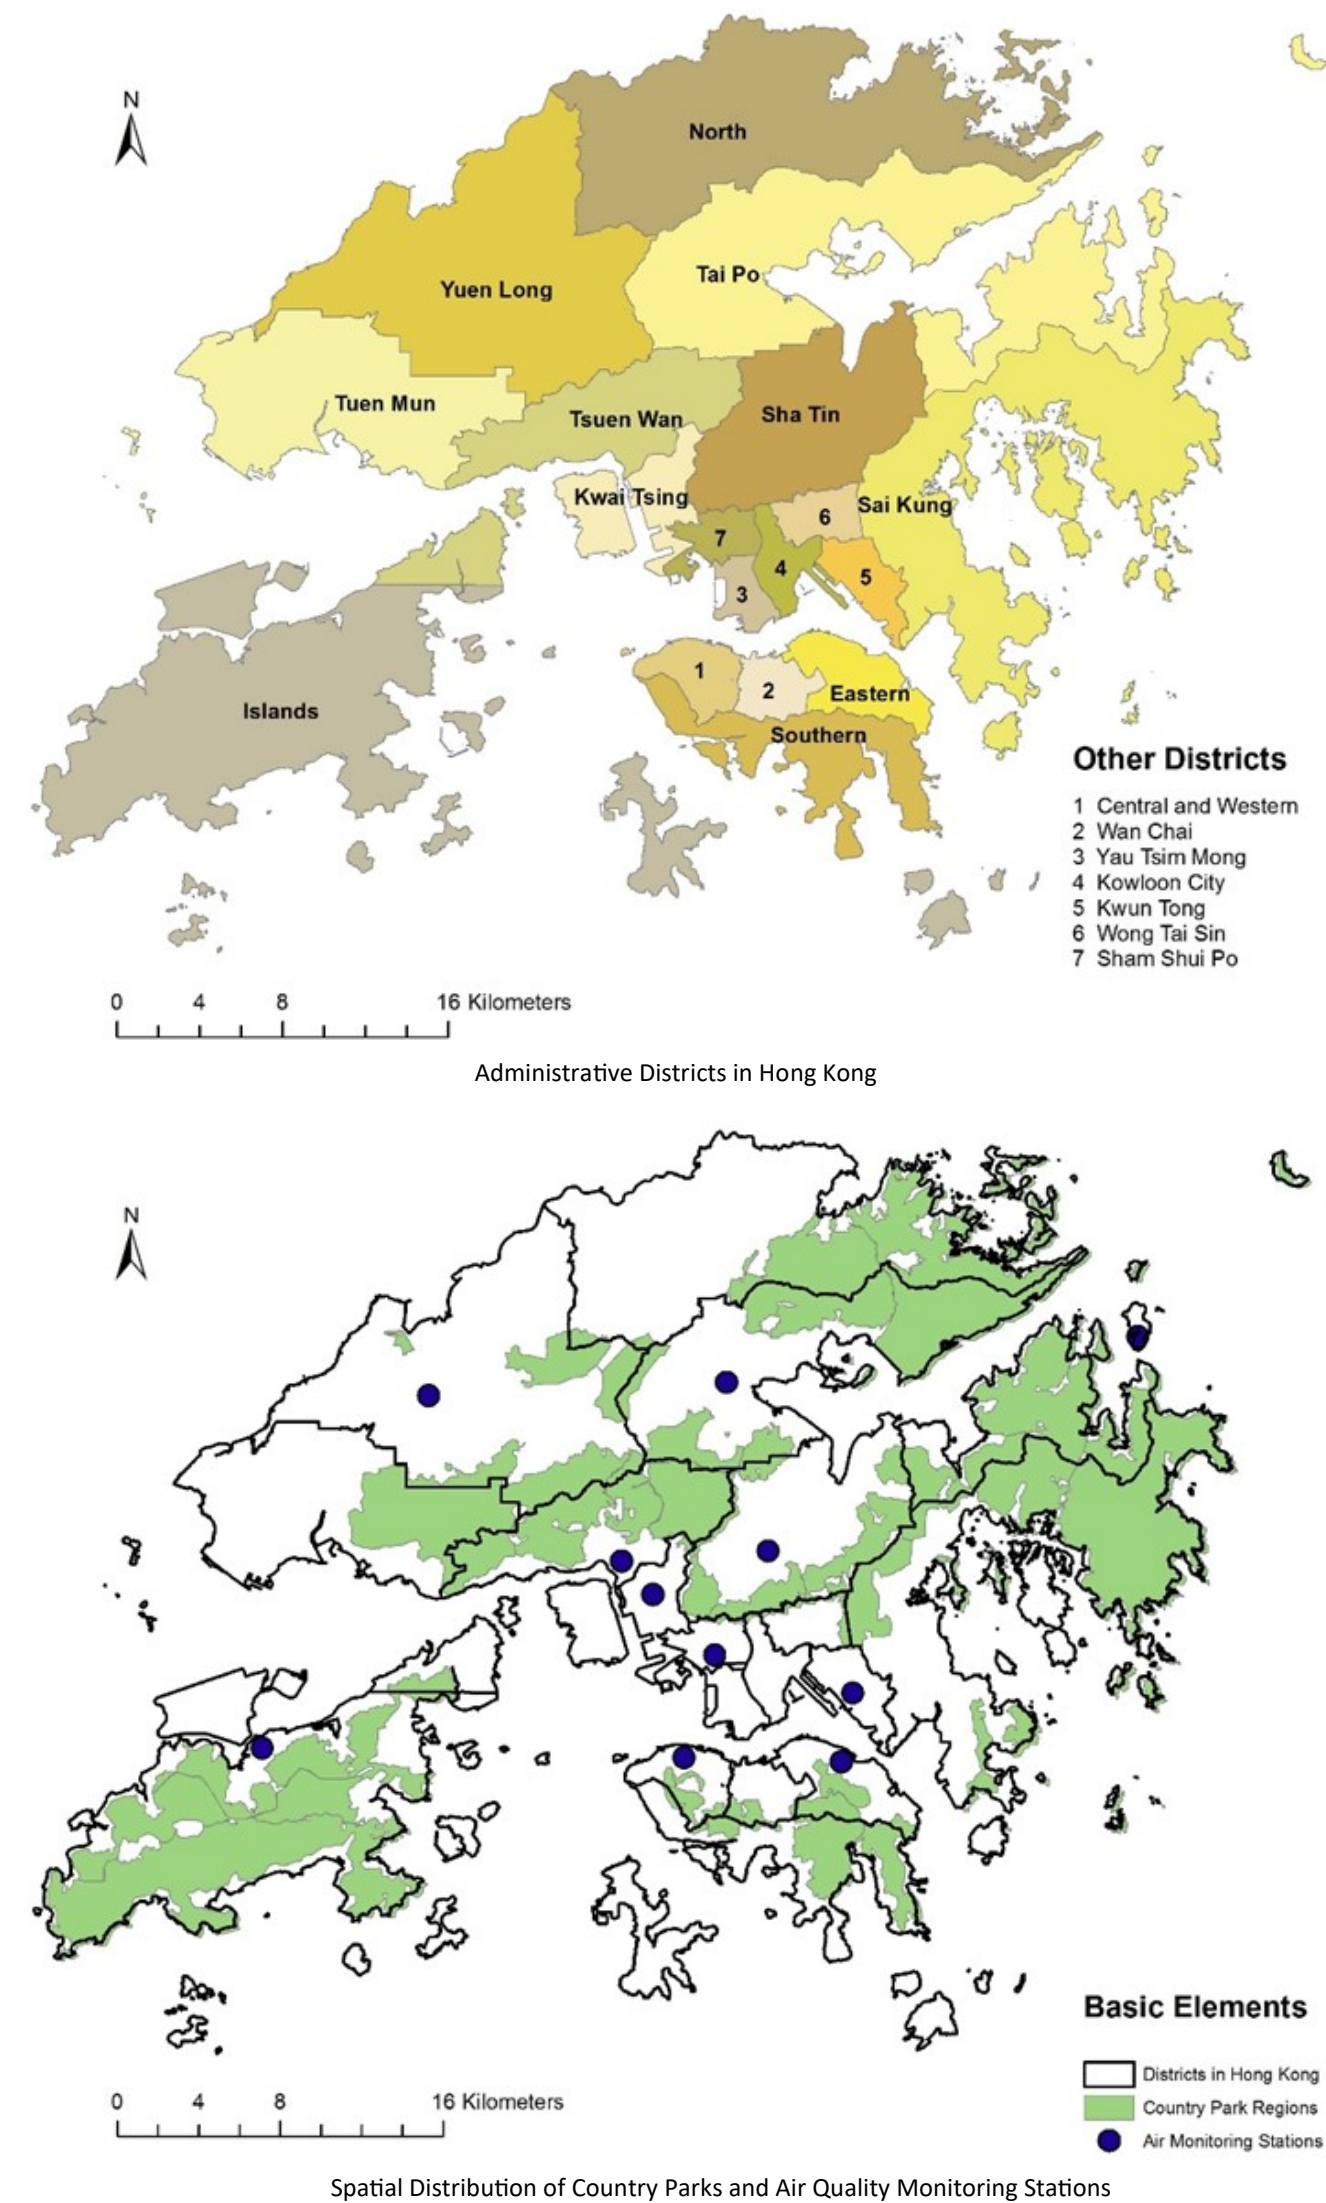 N
North
Yuen Long
Tai Po
Tuen Mun
Tsuen Wan
Sha Tin
Kwai Tsing
Sai Kung
6
7
4
5
3
1
2
Eastern
Islands
Southern
Other Districts
1 Central and Western
2 Wan Chai
3 Yau Tsim Mong
4 Kowloon City
5 Kwun Tong
6 Wong Tai Sin
7 Sham Shui Po
0 4 8 16 Kilometers
Administrative Districts in Hong Kong
N
Basic Elements
Districts in Hong Kong
Country Park Regions
Air Monitoring Stations
0 4 8 16 Kilometers
Spatial Distribution of Country Parks and Air Quality Monitoring Stations